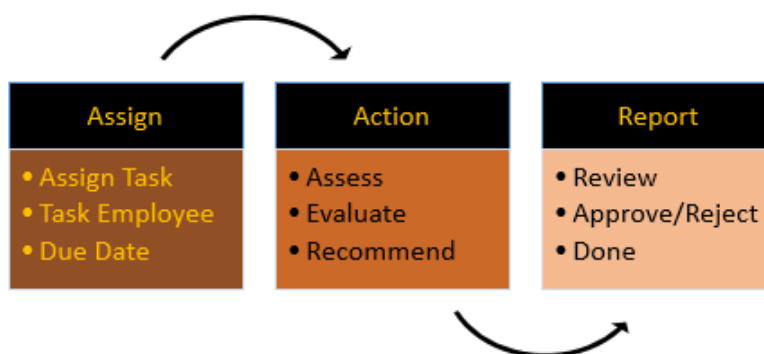 Assign
• Assign Task
• Task Employee
• Due Date
Action
• Assess
• Evaluate
• Recommend
Report
• Review
• Approve/Reject
• Done